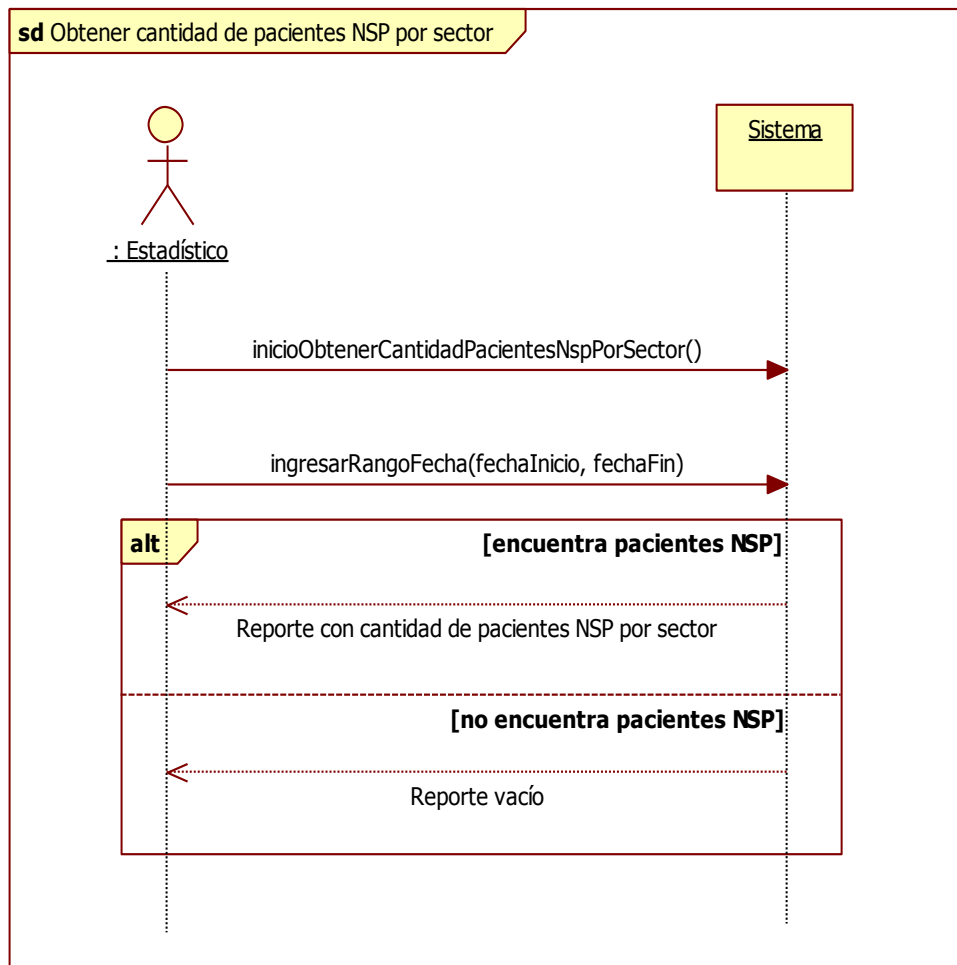 sd Obtener cantidad de pacientes NSP por sector
Sistema
: Estadístico
inicioObtenerCantidadPacientesNspPorSector()
ingresarRangoFecha(fechaInicio, fechaFin)
alt
[encuentra pacientes NSP]
Reporte con cantidad de pacientes NSP por sector
[no encuentra pacientes NSP]
Reporte vacío